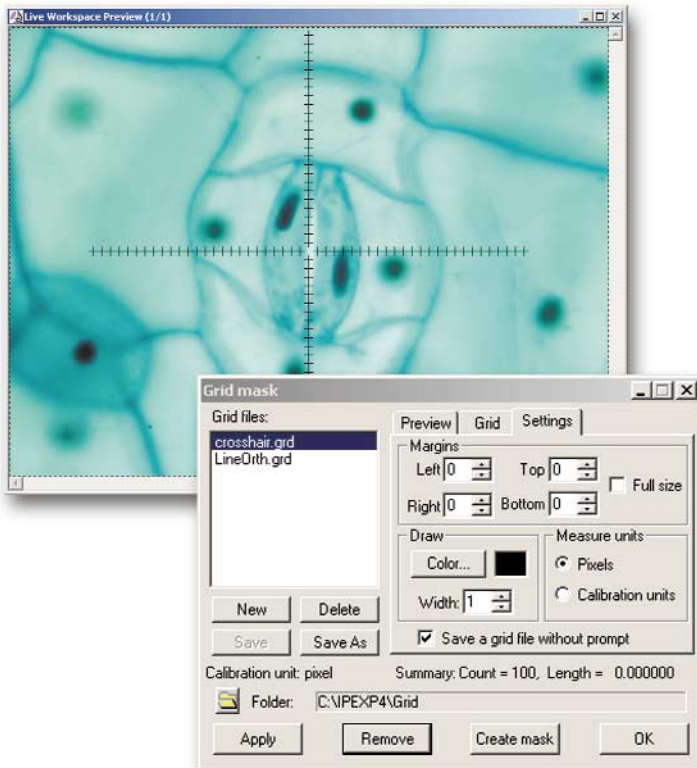 Live Workspace Preview (1/1)
Grid mask
Grid files:
crosshair.grd
LineOrth.grd
New
Delete
Save
Save As
Preview
Grid
Settings
Margins
Left 0
Top 0
Full size
Right 0
Bottom 0
Draw
Color...
Width: 1
Measure units
Pixels
Calibration units
Save a grid file without prompt
Calibration unit: pixel
Summary: Count = 100, Length = 0.000000
Folder: C:\IPEXP4\Grid
Apply
Remove
Create mask
OK